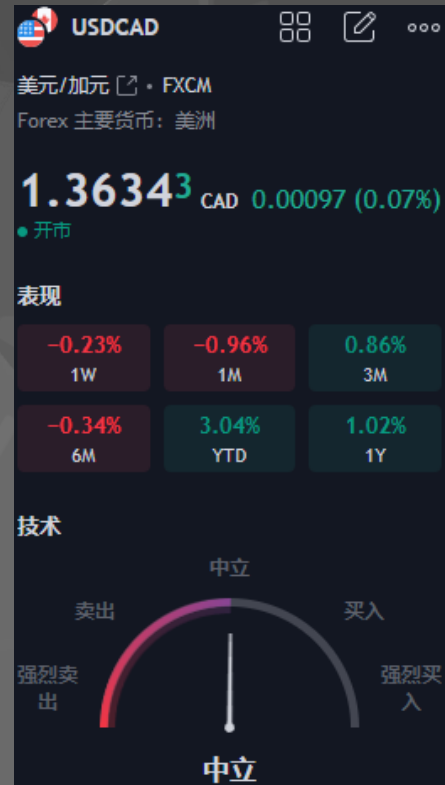 USDCAD
美元/加元 • FXCM
Forex 主要货币：美洲
1.36343 CAD 0.00097 (0.07%)
开市
表现
−0.23% −0.96% 0.86%
1W 1M 3M
−0.34% 3.04% 1.02%
6M YTD 1Y
技术
中立
卖出 买入
强烈卖出 强烈买入
中立